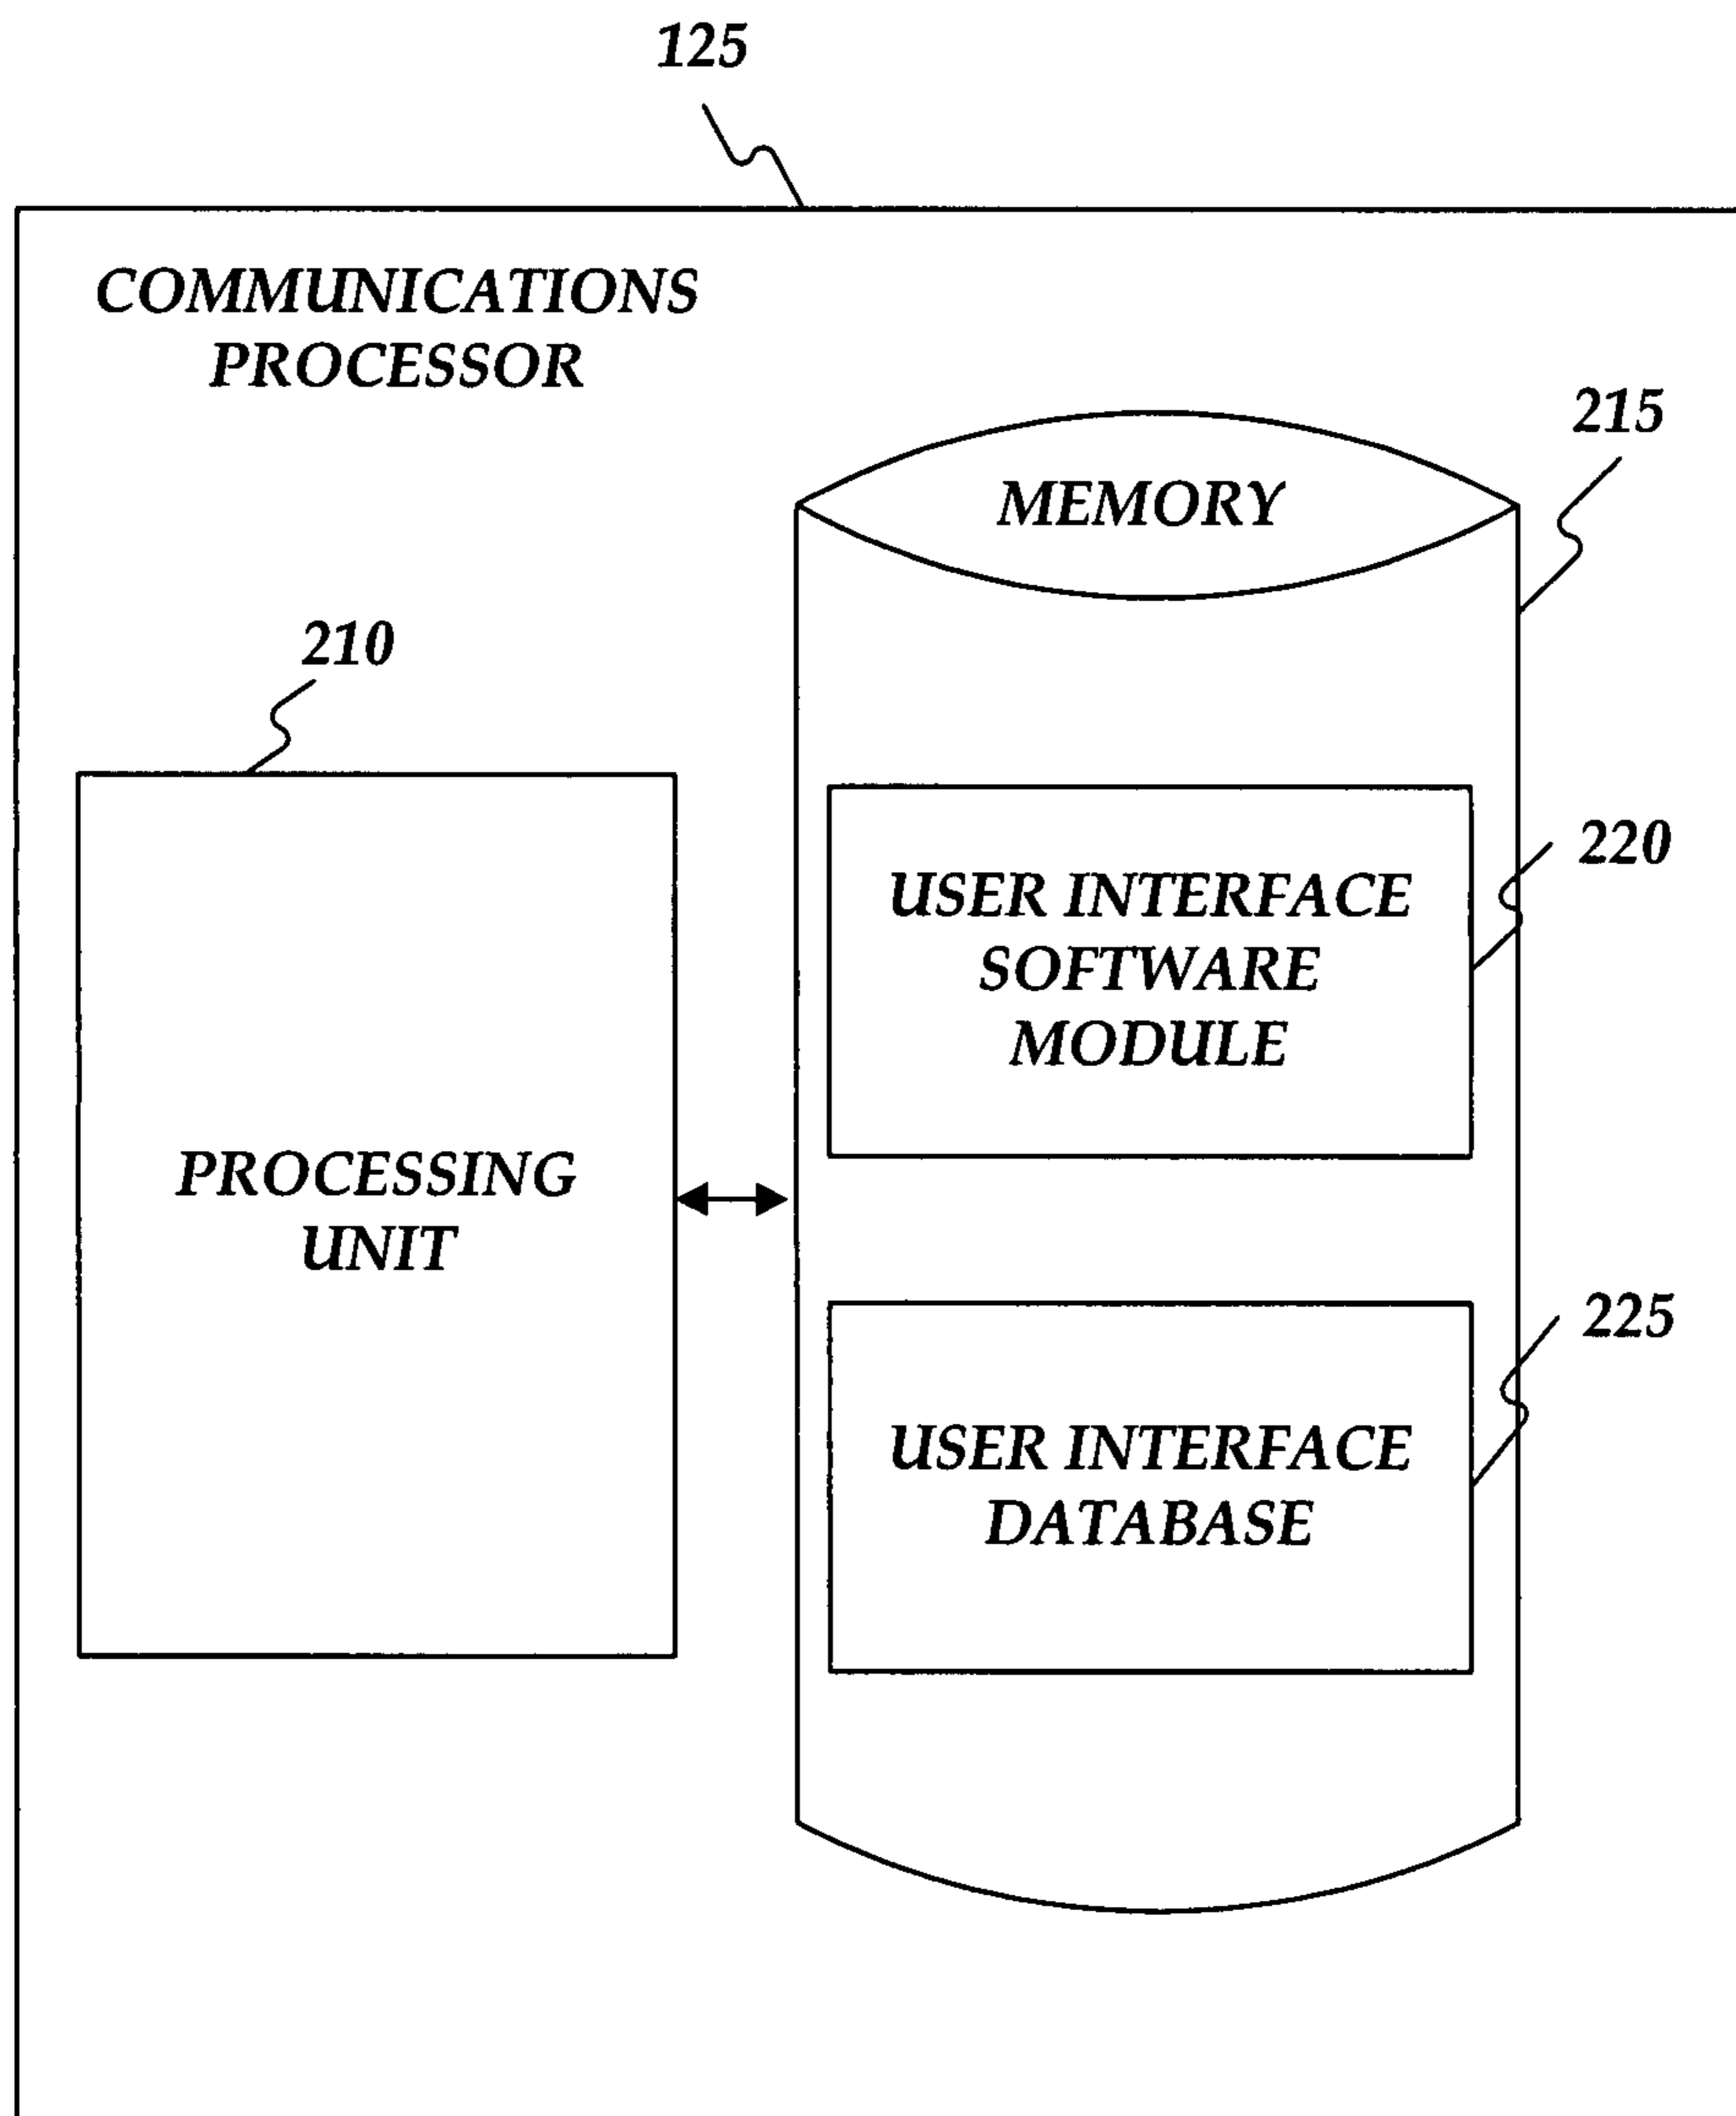 125
COMMUNICATIONS
PROCESSOR
215
MEMORY
210
220
USER INTERFACE
SOFTWARE
MODULE
PROCESSING
UNIT
225
USER INTERFACE
DATABASE